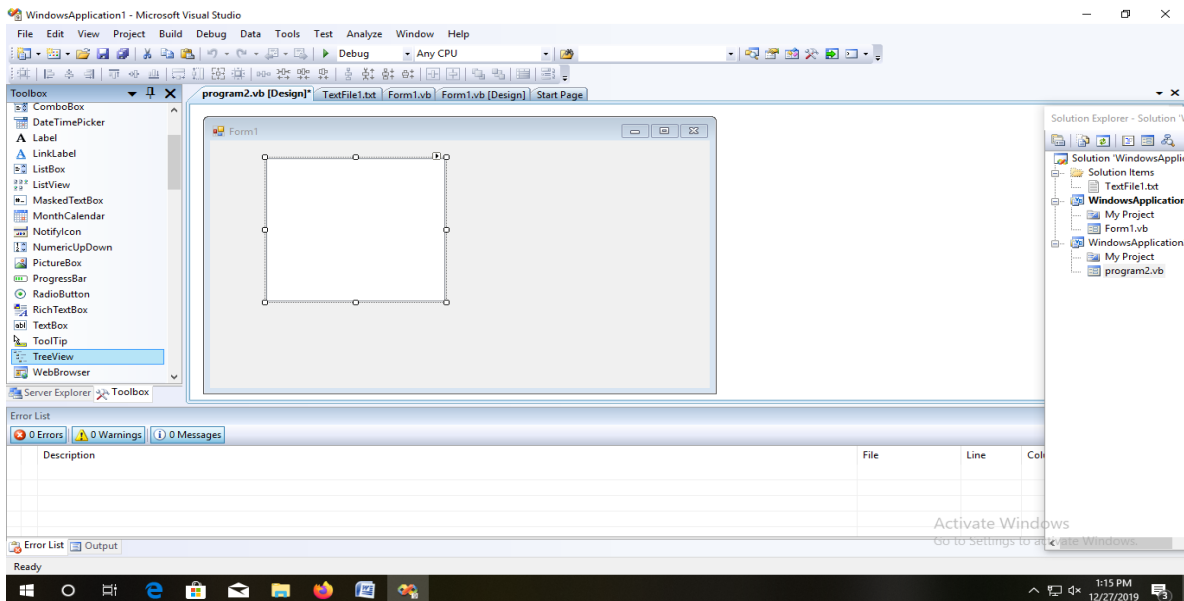 WindowsApplication1 - Microsoft Visual Studio
File Edit View Project Build Debug Data Tools Test Analyze Window Help
Debug Any CPU
Toolbox
program2.vb [Design]* TextFile1.txt Form1.vb Form1.vb [Design] Start Page
ComboBox
DateTimePicker
Label
LinkLabel
ListBox
ListView
MaskedTextBox
MonthCalendar
NotifyIcon
NumericUpDown
PictureBox
ProgressBar
RadioButton
RichTextBox
TextBox
ToolTip
TreeView
WebBrowser
Server Explorer Toolbox
Form1
Solution Explorer - Solution 'W
Solution 'WindowsApplic
Solution Items
TextFile1.txt
WindowsApplication
My Project
Form1.vb
WindowsApplication
My Project
program2.vb
Error List
0 Errors 0 Warnings 0 Messages
Description File Line Colu
Activate Windows
Go to Settings to activate Windows.
Error List Output
Ready
1:15 PM
12/27/2019